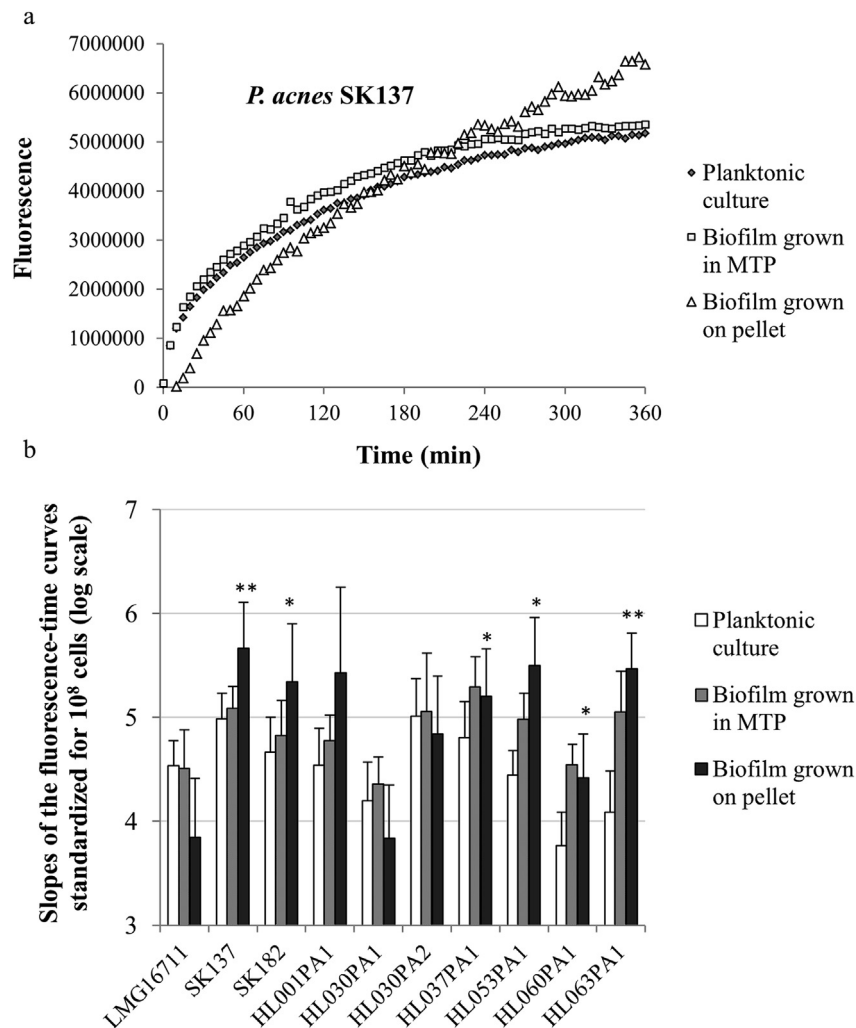 a
7000000
6000000
5000000
4000000
3000000
2000000
1000000
0
Fluorescence
P. acnes SK137
0 60 120 180 240 300 360
Time (min)
Planktonic
culture
Biofilm grown
in MTP
Biofilm grown
on pellet
b
7
6
5
4
3
Slopes of the fluorescence-time curves
standardized for 10⁸ cells (log scale)
** * * * * **
LMG16711
SK137
SK182
HL001PA1
HL030PA1
HL030PA2
HL037PA1
HL053PA1
HL060PA1
HL063PA1
Planktonic
culture
Biofilm grown
in MTP
Biofilm grown
on pellet